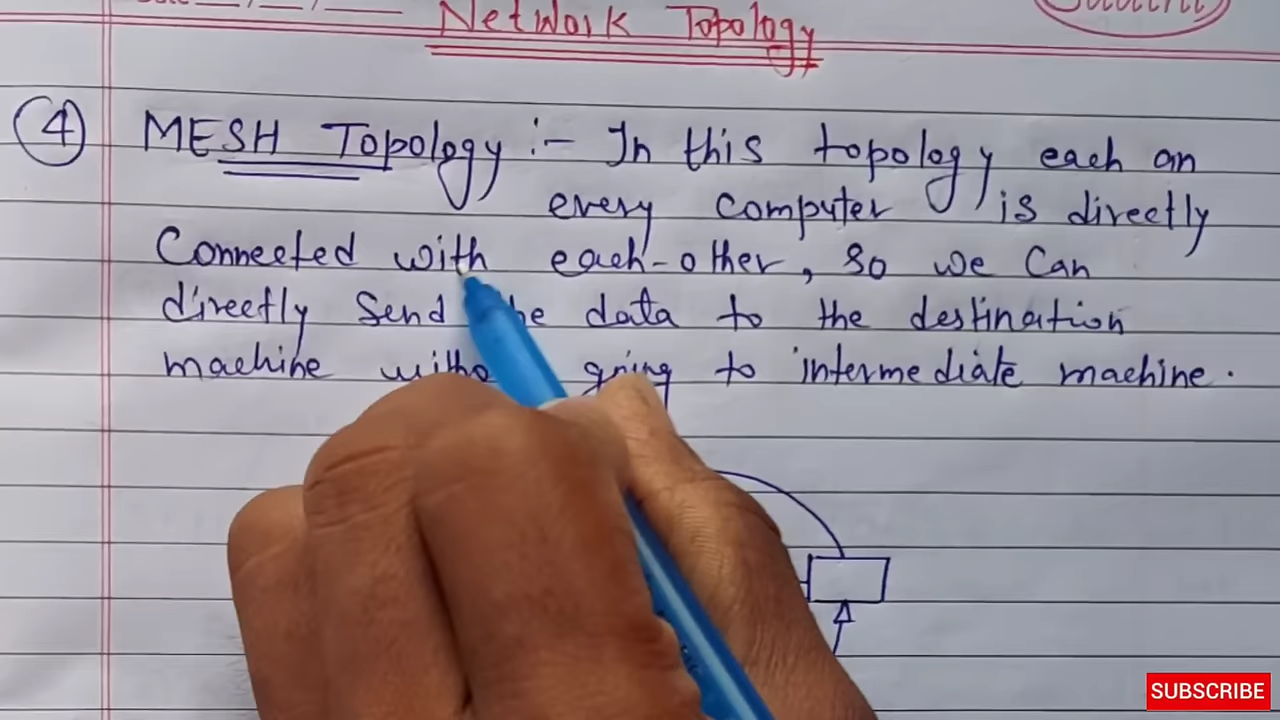 Date / /
Network Topology
4 MESH Topology :- In this topology each an
every computer is directly
Connected with each-other, so we can
directly Send data to the destination
machine going to intermediate machine.
SUBSCRIBE